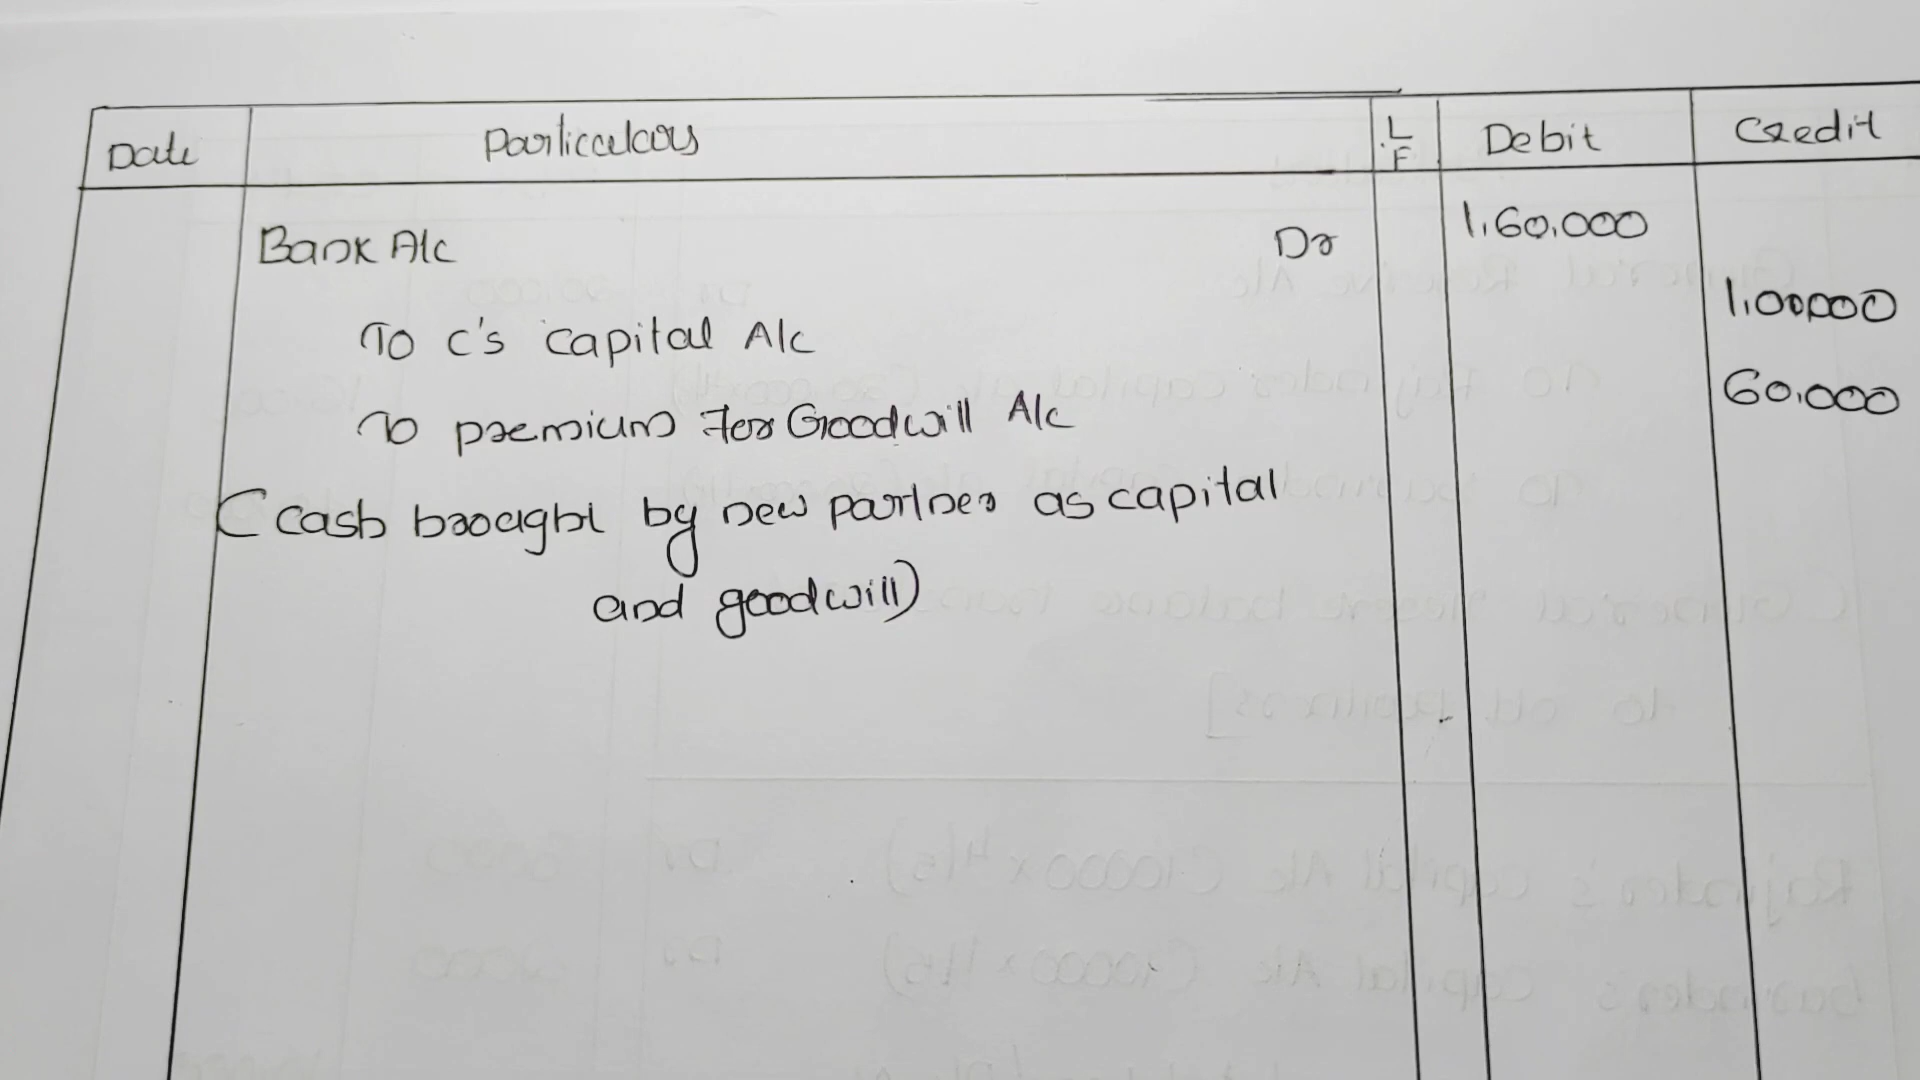 Date Particulars L.F Debit Credit
Bank A/c Dr 1,60,000
To C's capital A/c 1,00,000
To premium for Goodwill A/c 60,000
(cash brought by new partner as capital
and goodwill)